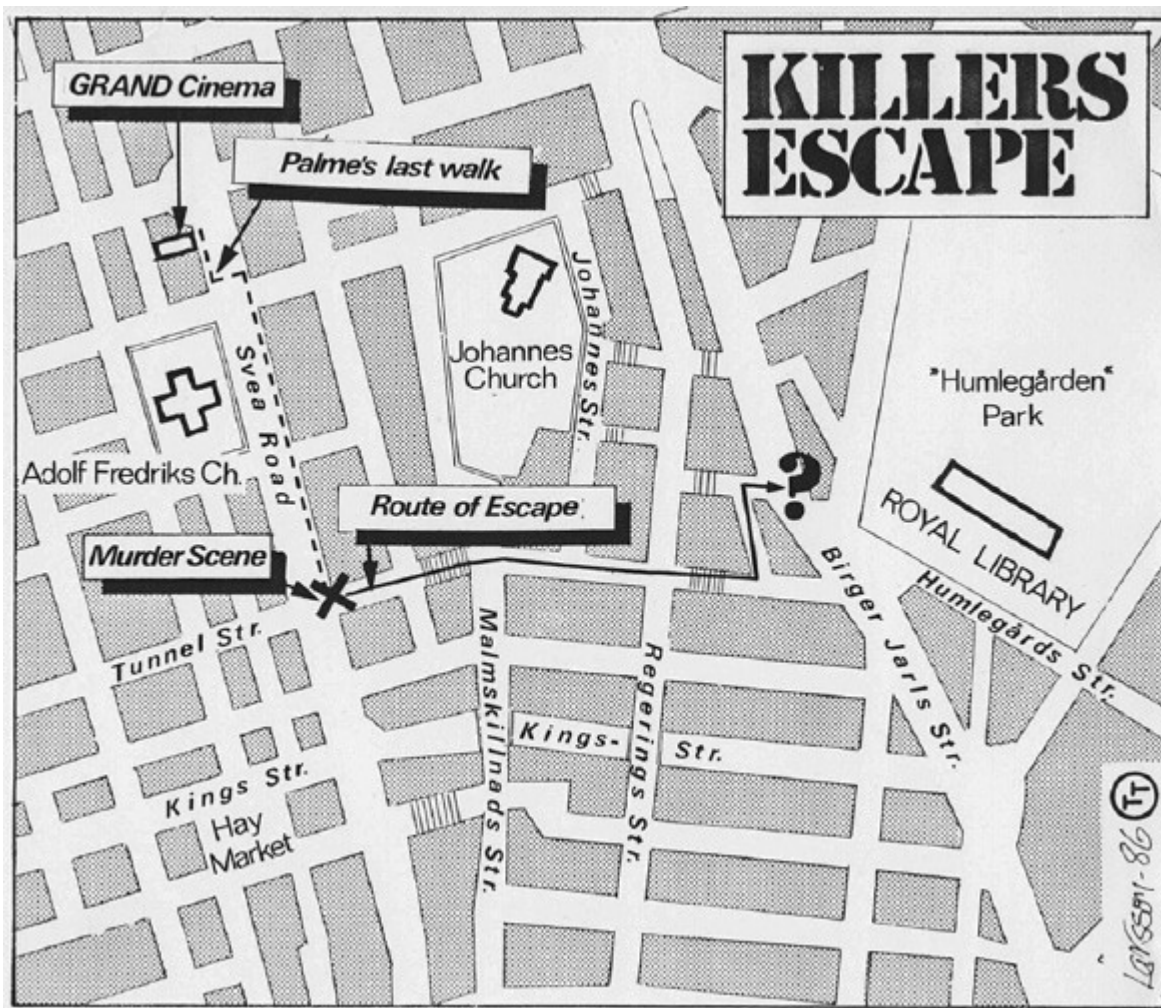 KILLERS
ESCAPE
GRAND Cinema
Palme's last walk
Johannes Str.
Johannes
Church
Svea Road
"Humlegården"
Park
Adolf Fredriks Ch.
Route of Escape
?
ROYAL LIBRARY
Murder Scene
Tunnel Str.
Birger Jarls Str.
Humlegårds Str.
Malmskillnads Str.
Regerings Str.
Kings- Str.
Kings Str.
Hay
Market
Larsson-86
TT